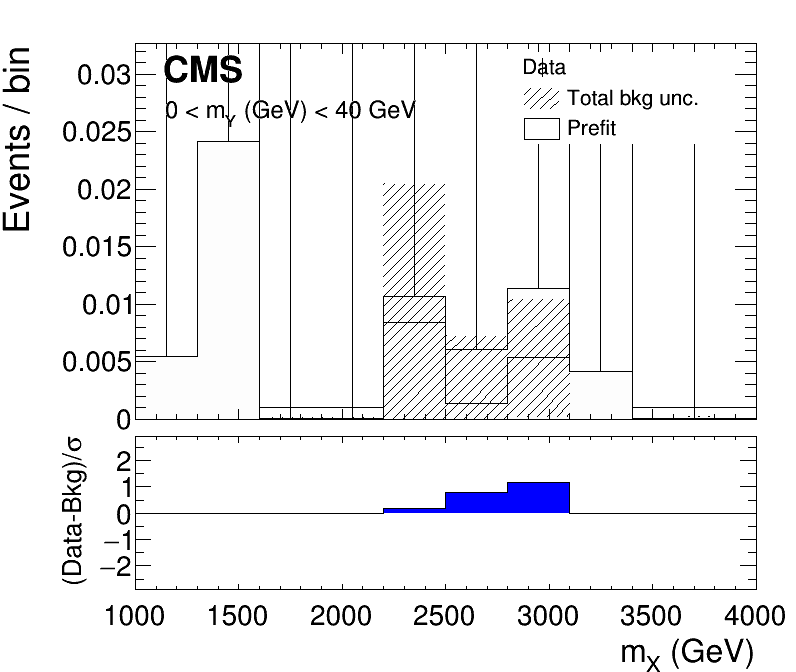 CMS
0 < mY (GeV) < 40 GeV
Data
Total bkg unc.
Prefit
Events / bin
0.03
0.025
0.02
0.015
0.01
0.005
0
(Data-Bkg)/σ
2
1
0
−1
−2
1000 1500 2000 2500 3000 3500 4000
mX (GeV)